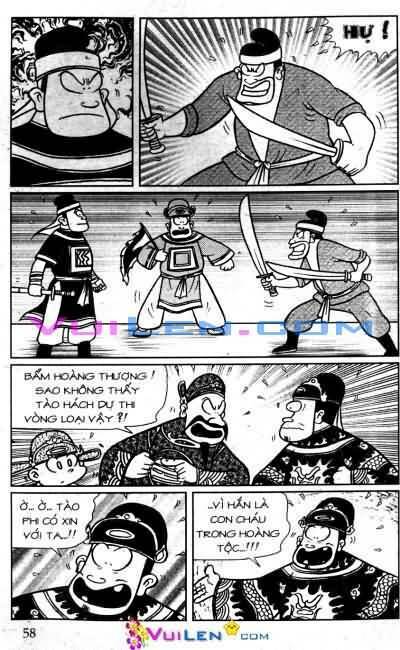 HỰ !
VuiLen.com
BẨM HOÀNG THƯỢNG !
SAO KHÔNG THẤY
TÀO HÁCH DỰ THI
VÒNG LOẠI VẬY ?!
Ờ... Ờ... TÀO
PHI CÓ XIN
VỚI TA...!!
...VÌ HẮN LÀ
CON CHÁU
TRONG HOÀNG
TỘC...!!!
58
VuiLen.com